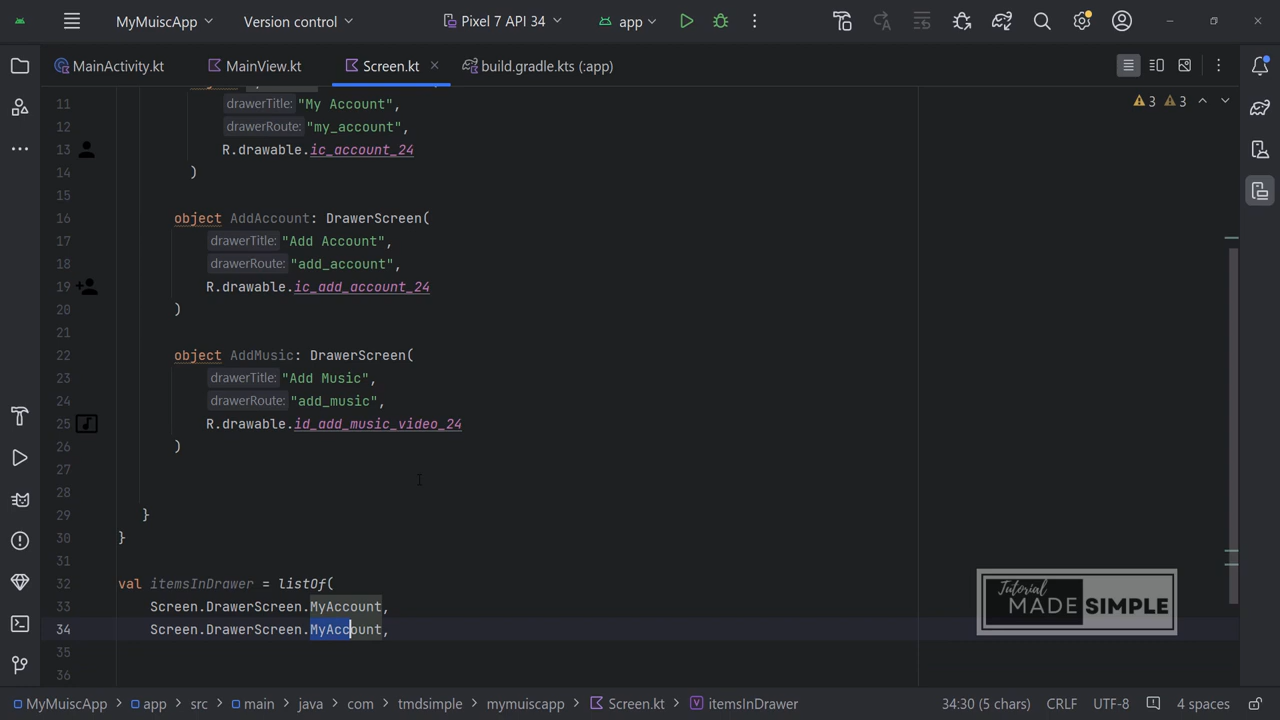 MyMuiscApp
Version control
Pixel 7 API 34
app
MainActivity.kt
MainView.kt
Screen.kt
build.gradle.kts (:app)
3
3
11 drawerTitle: "My Account",
12 drawerRoute: "my_account",
13 R.drawable.ic_account_24
14 )
15
16 object AddAccount: DrawerScreen(
17 drawerTitle: "Add Account",
18 drawerRoute: "add_account",
19 R.drawable.ic_add_account_24
20 )
21
22 object AddMusic: DrawerScreen(
23 drawerTitle: "Add Music",
24 drawerRoute: "add_music",
25 R.drawable.id_add_music_video_24
26 )
27
28
29 }
30 }
31
32 val itemsInDrawer = listOf(
33 Screen.DrawerScreen.MyAccount,
34 Screen.DrawerScreen.MyAccount,
35
36
Tutorial
MADE SIMPLE
MyMuiscApp > app > src > main > java > com > tmdsimple > mymuiscapp > Screen.kt > itemsInDrawer
34:30 (5 chars) CRLF UTF-8 4 spaces